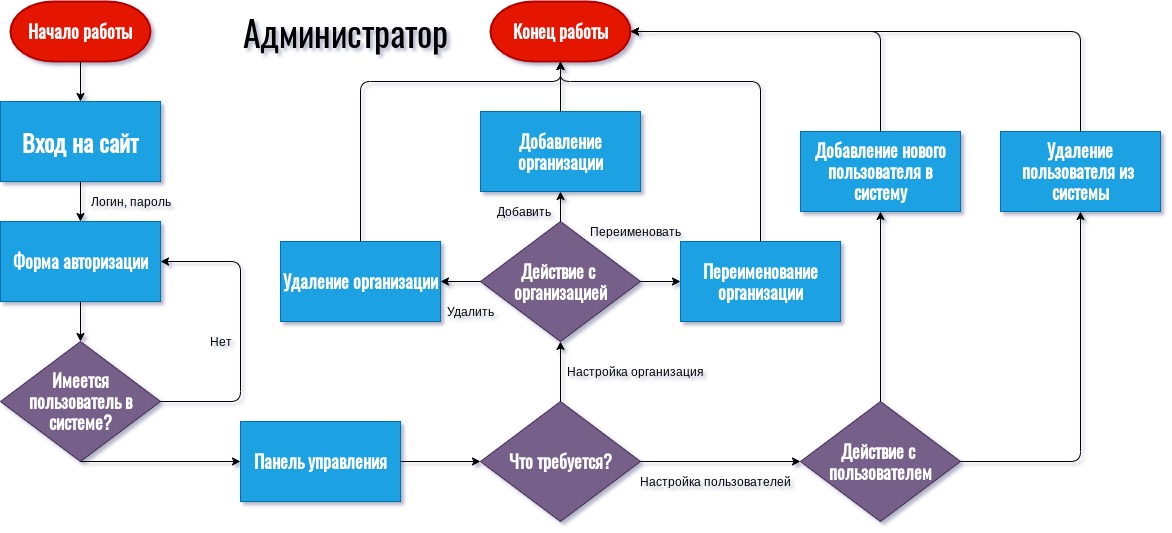 Начало работы
Администратор
Конец работы
Вход на сайт
Добавление
организации
Добавление нового
пользователя в
систему
Удаление
пользователя из
системы
Логин, пароль
Добавить
Переименовать
Форма авторизации
Удаление организации
Действие с
организацией
Переименование
организации
Удалить
Нет
Настройка организация
Имеется
пользователь в
системе?
Панель управления
Что требуется?
Действие с
пользователем
Настройка пользователей